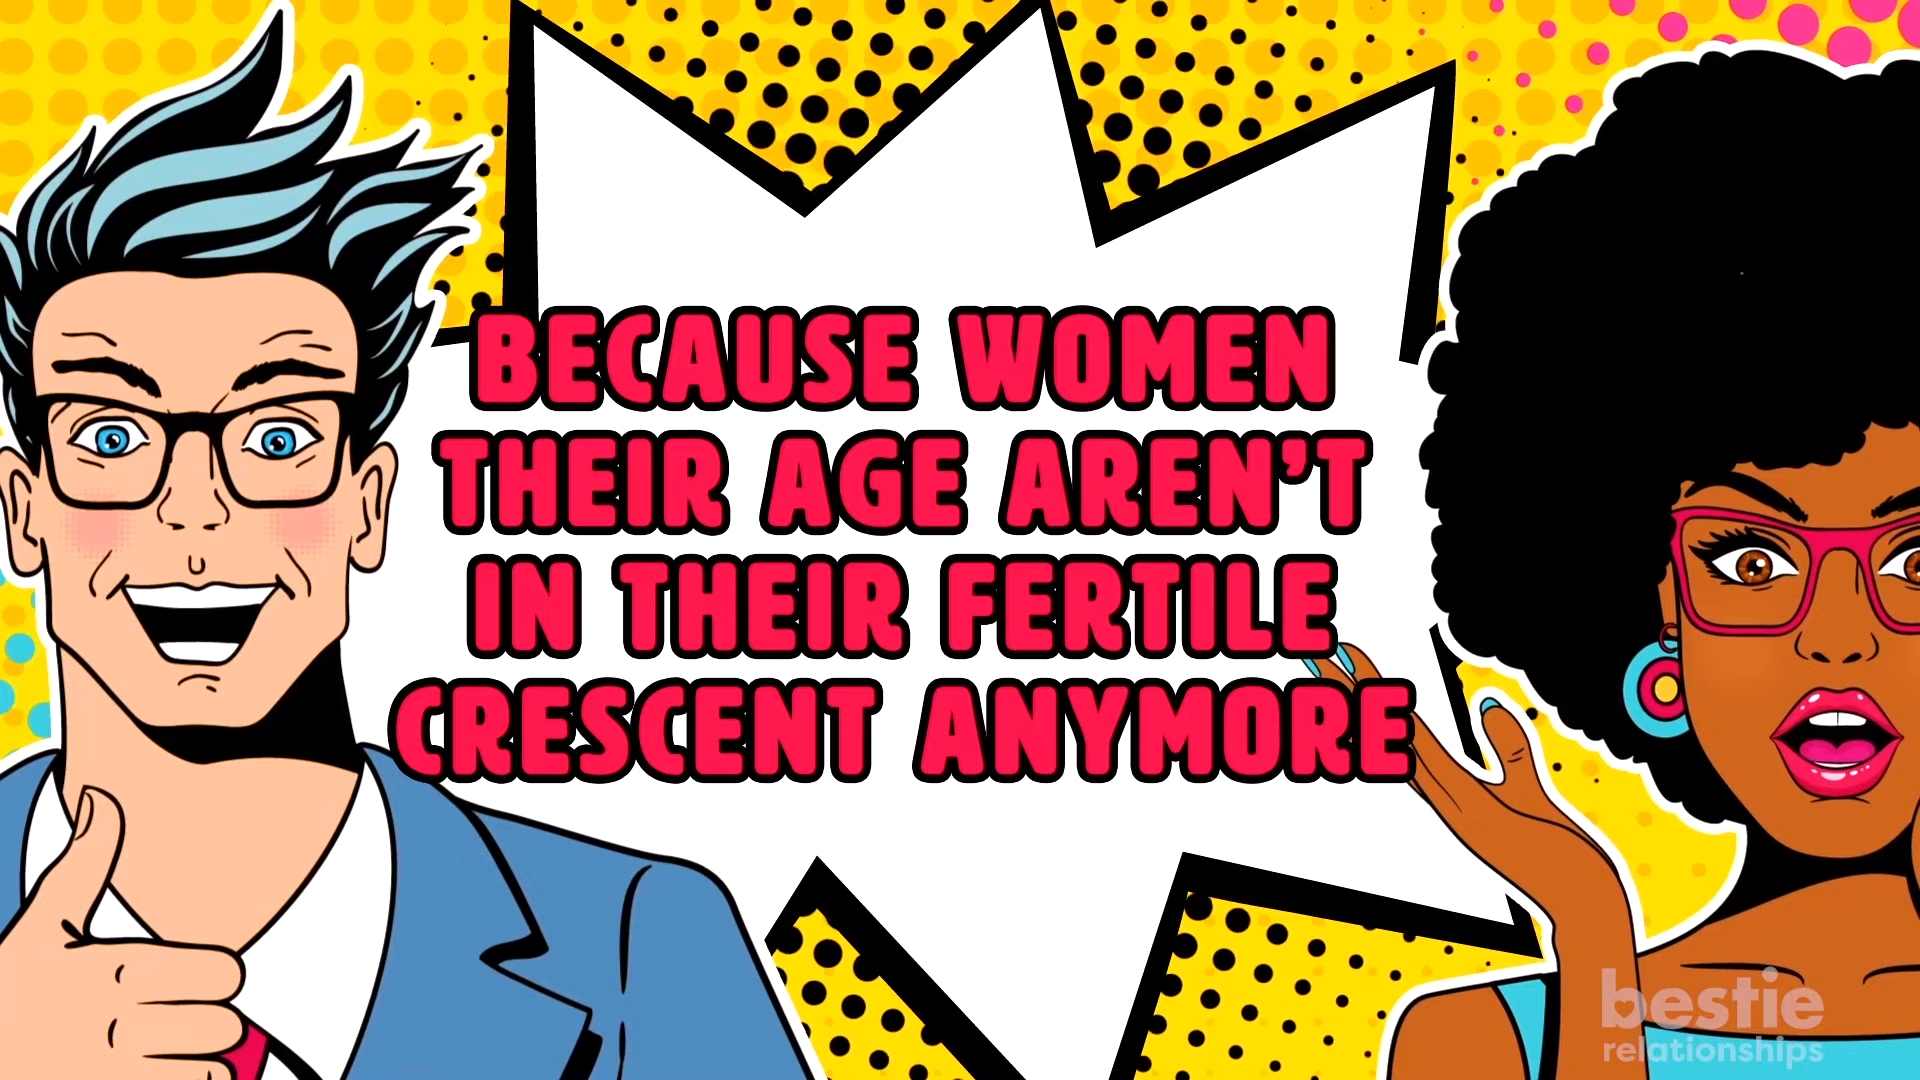 BECAUSE WOMEN
THEIR AGE AREN'T
IN THEIR FERTILE
CRESCENT ANYMORE
bestie
relationships